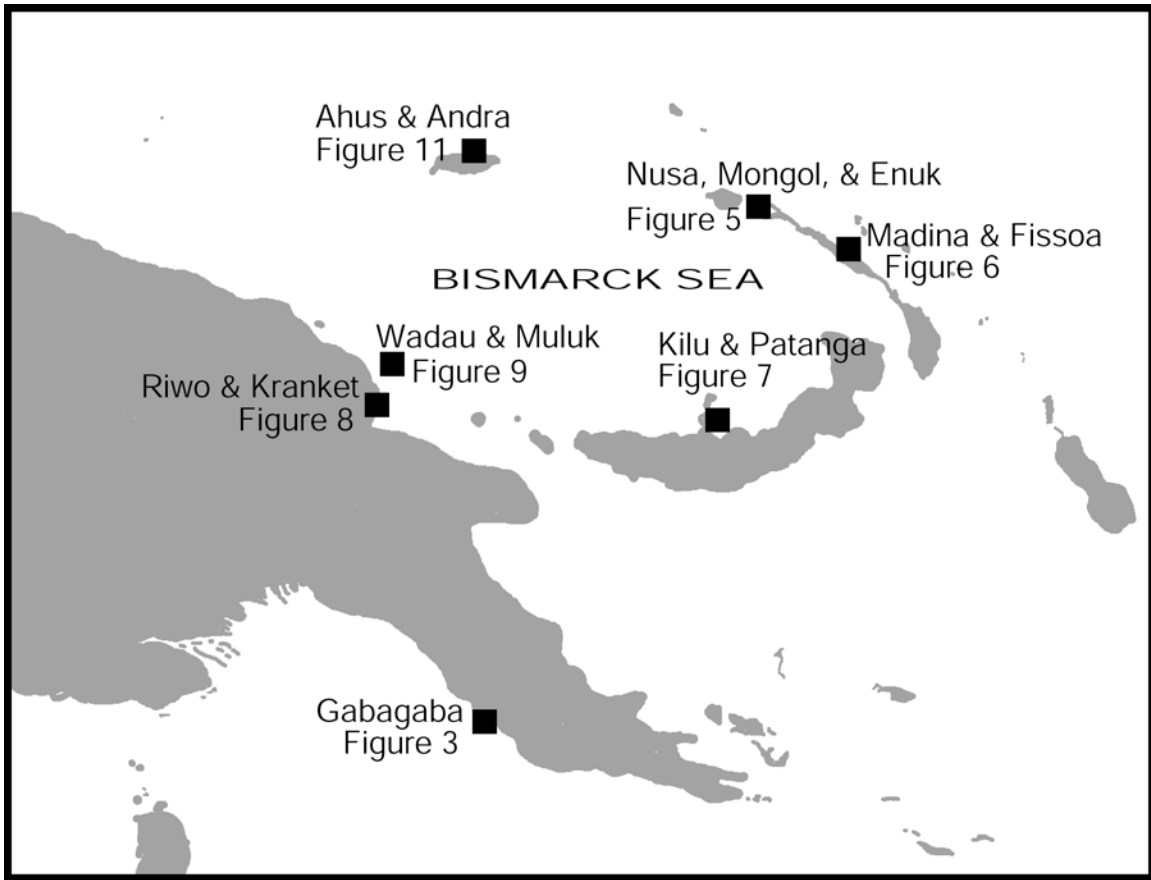 Ahus & Andra
Figure 11
Nusa, Mongol, & Enuk
Figure 5
Madina & Fissoa
Figure 6
BISMARCK SEA
Wadau & Muluk
Figure 9
Kilu & Patanga
Figure 7
Riwo & Kranket
Figure 8
Gabagaba
Figure 3